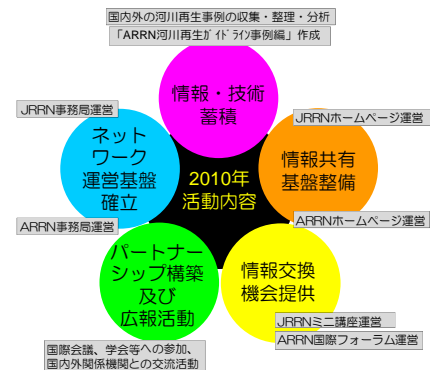 国内外の河川再生事例の収集・整理・分析
「ARRN河川再生ガイドライン事例編」作成
情報・技術
蓄積
JRRN事務局運営
JRRNホームページ運営
ネット
ワーク
運営基盤
確立
2010年
活動内容
情報共有
基盤整備
ARRN事務局運営
ARRNホームページ運営
パートナー
シップ構築
及び
広報活動
情報交換
機会提供
JRRNミニ講座運営
ARRN国際フォーラム運営
国際会議、学会等への参加、
国内外関係機関との交流活動